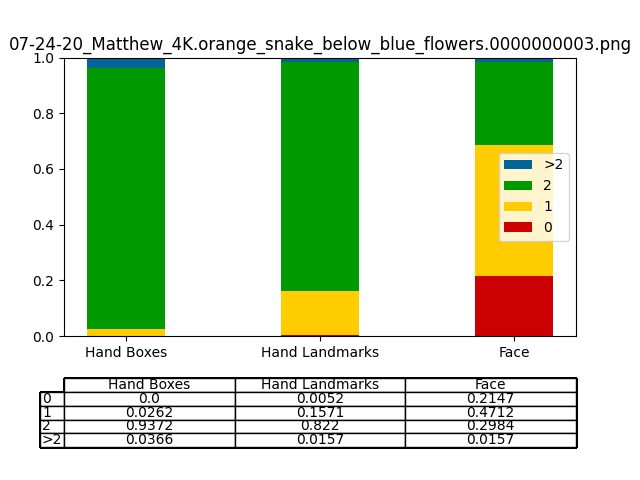 07-24-20_Matthew_4K.orange_snake_below_blue_flowers.0000000003.png
1.0
0.8
0.6
0.4
0.2
0.0
>2
2
1
0
Hand Boxes Hand Landmarks Face
Hand Boxes Hand Landmarks Face
0 0.0 0.0052 0.2147
1 0.0262 0.1571 0.4712
2 0.9372 0.822 0.2984
>2 0.0366 0.0157 0.0157